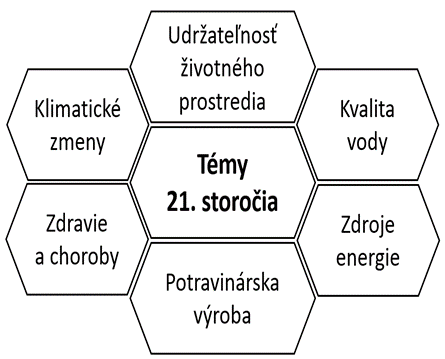 Udržateľnosť
životného
prostredia
Klimatické
zmeny
Kvalita
vody
Témy
21. storočia
Zdravie
a choroby
Zdroje
energie
Potravinárska
výroba